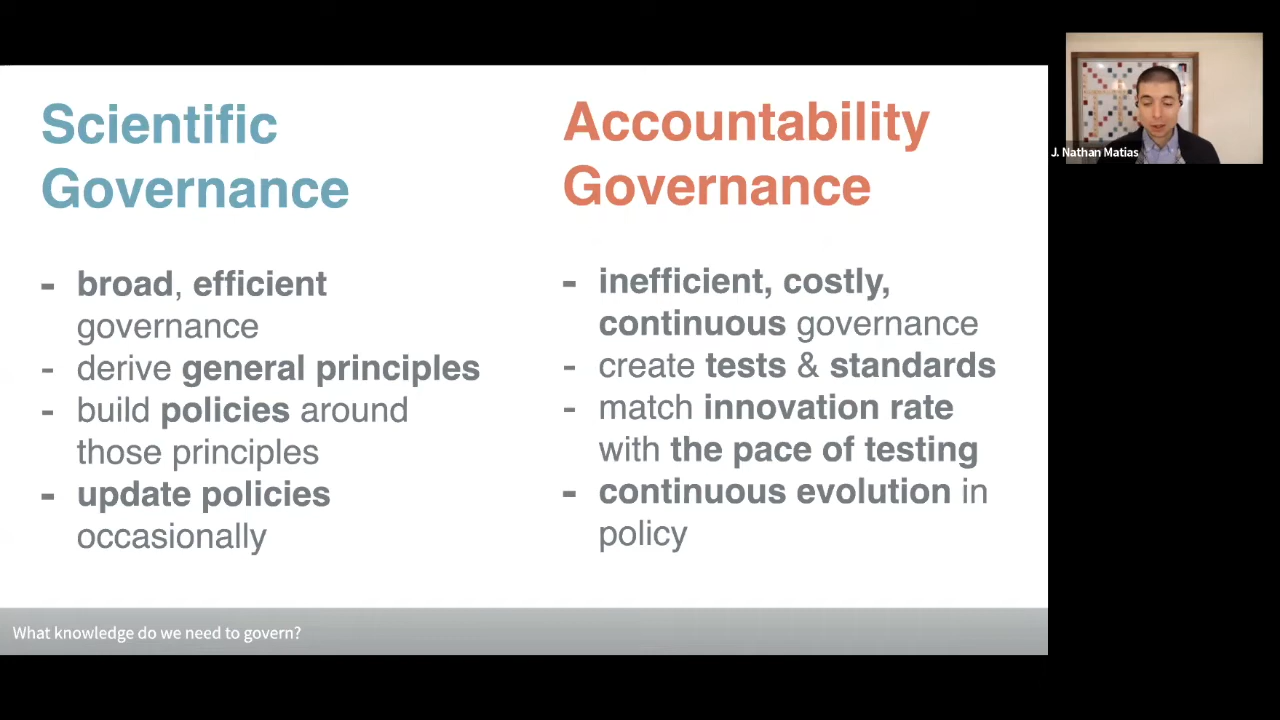 Scientific
Governance
- broad, efficient
governance
- derive general principles
- build policies around
those principles
- update policies
occasionally
Accountability
Governance
- inefficient, costly,
continuous governance
- create tests & standards
- match innovation rate
with the pace of testing
- continuous evolution in
policy
What knowledge do we need to govern?
J. Nathan Matias